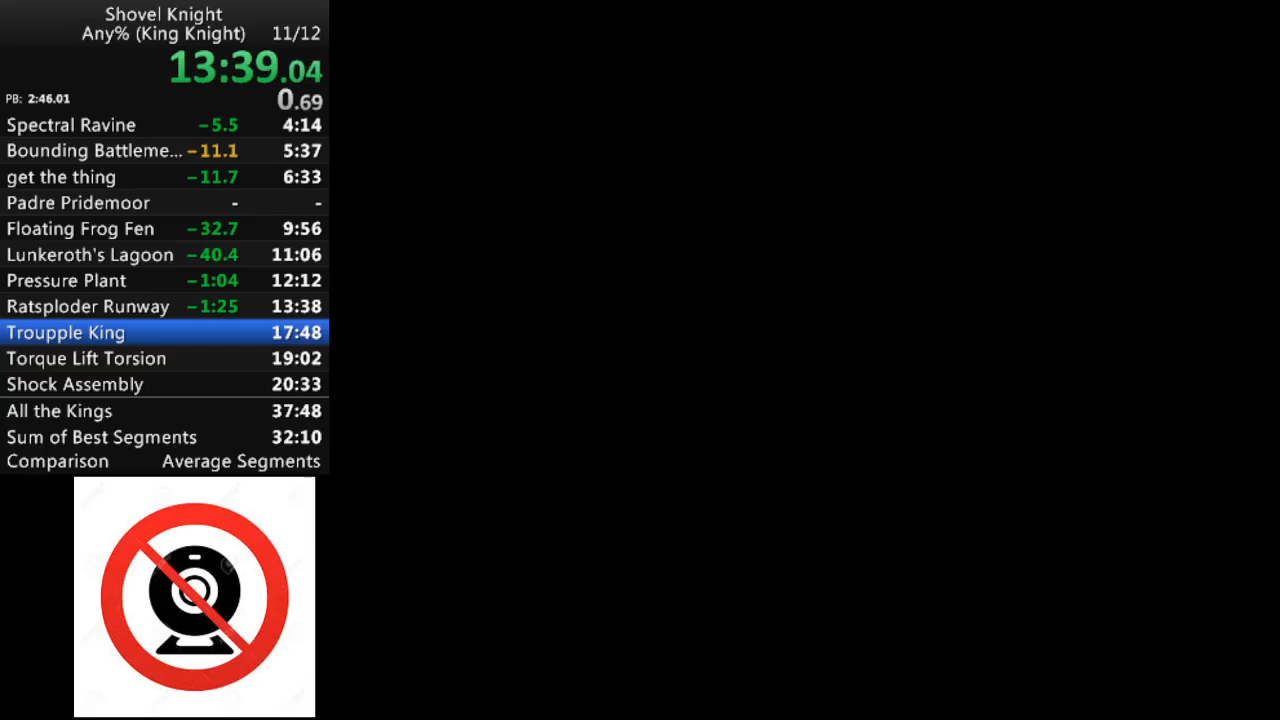 Shovel Knight
Any% (King Knight) 11/12
13:39.04
PB: 2:46.01 0.69
Spectral Ravine −5.5 4:14
Bounding Battleme... −11.1 5:37
get the thing −11.7 6:33
Padre Pridemoor - -
Floating Frog Fen −32.7 9:56
Lunkeroth's Lagoon −40.4 11:06
Pressure Plant −1:04 12:12
Ratsploder Runway −1:25 13:38
Troupple King 17:48
Torque Lift Torsion 19:02
Shock Assembly 20:33
All the Kings 37:48
Sum of Best Segments 32:10
Comparison Average Segments